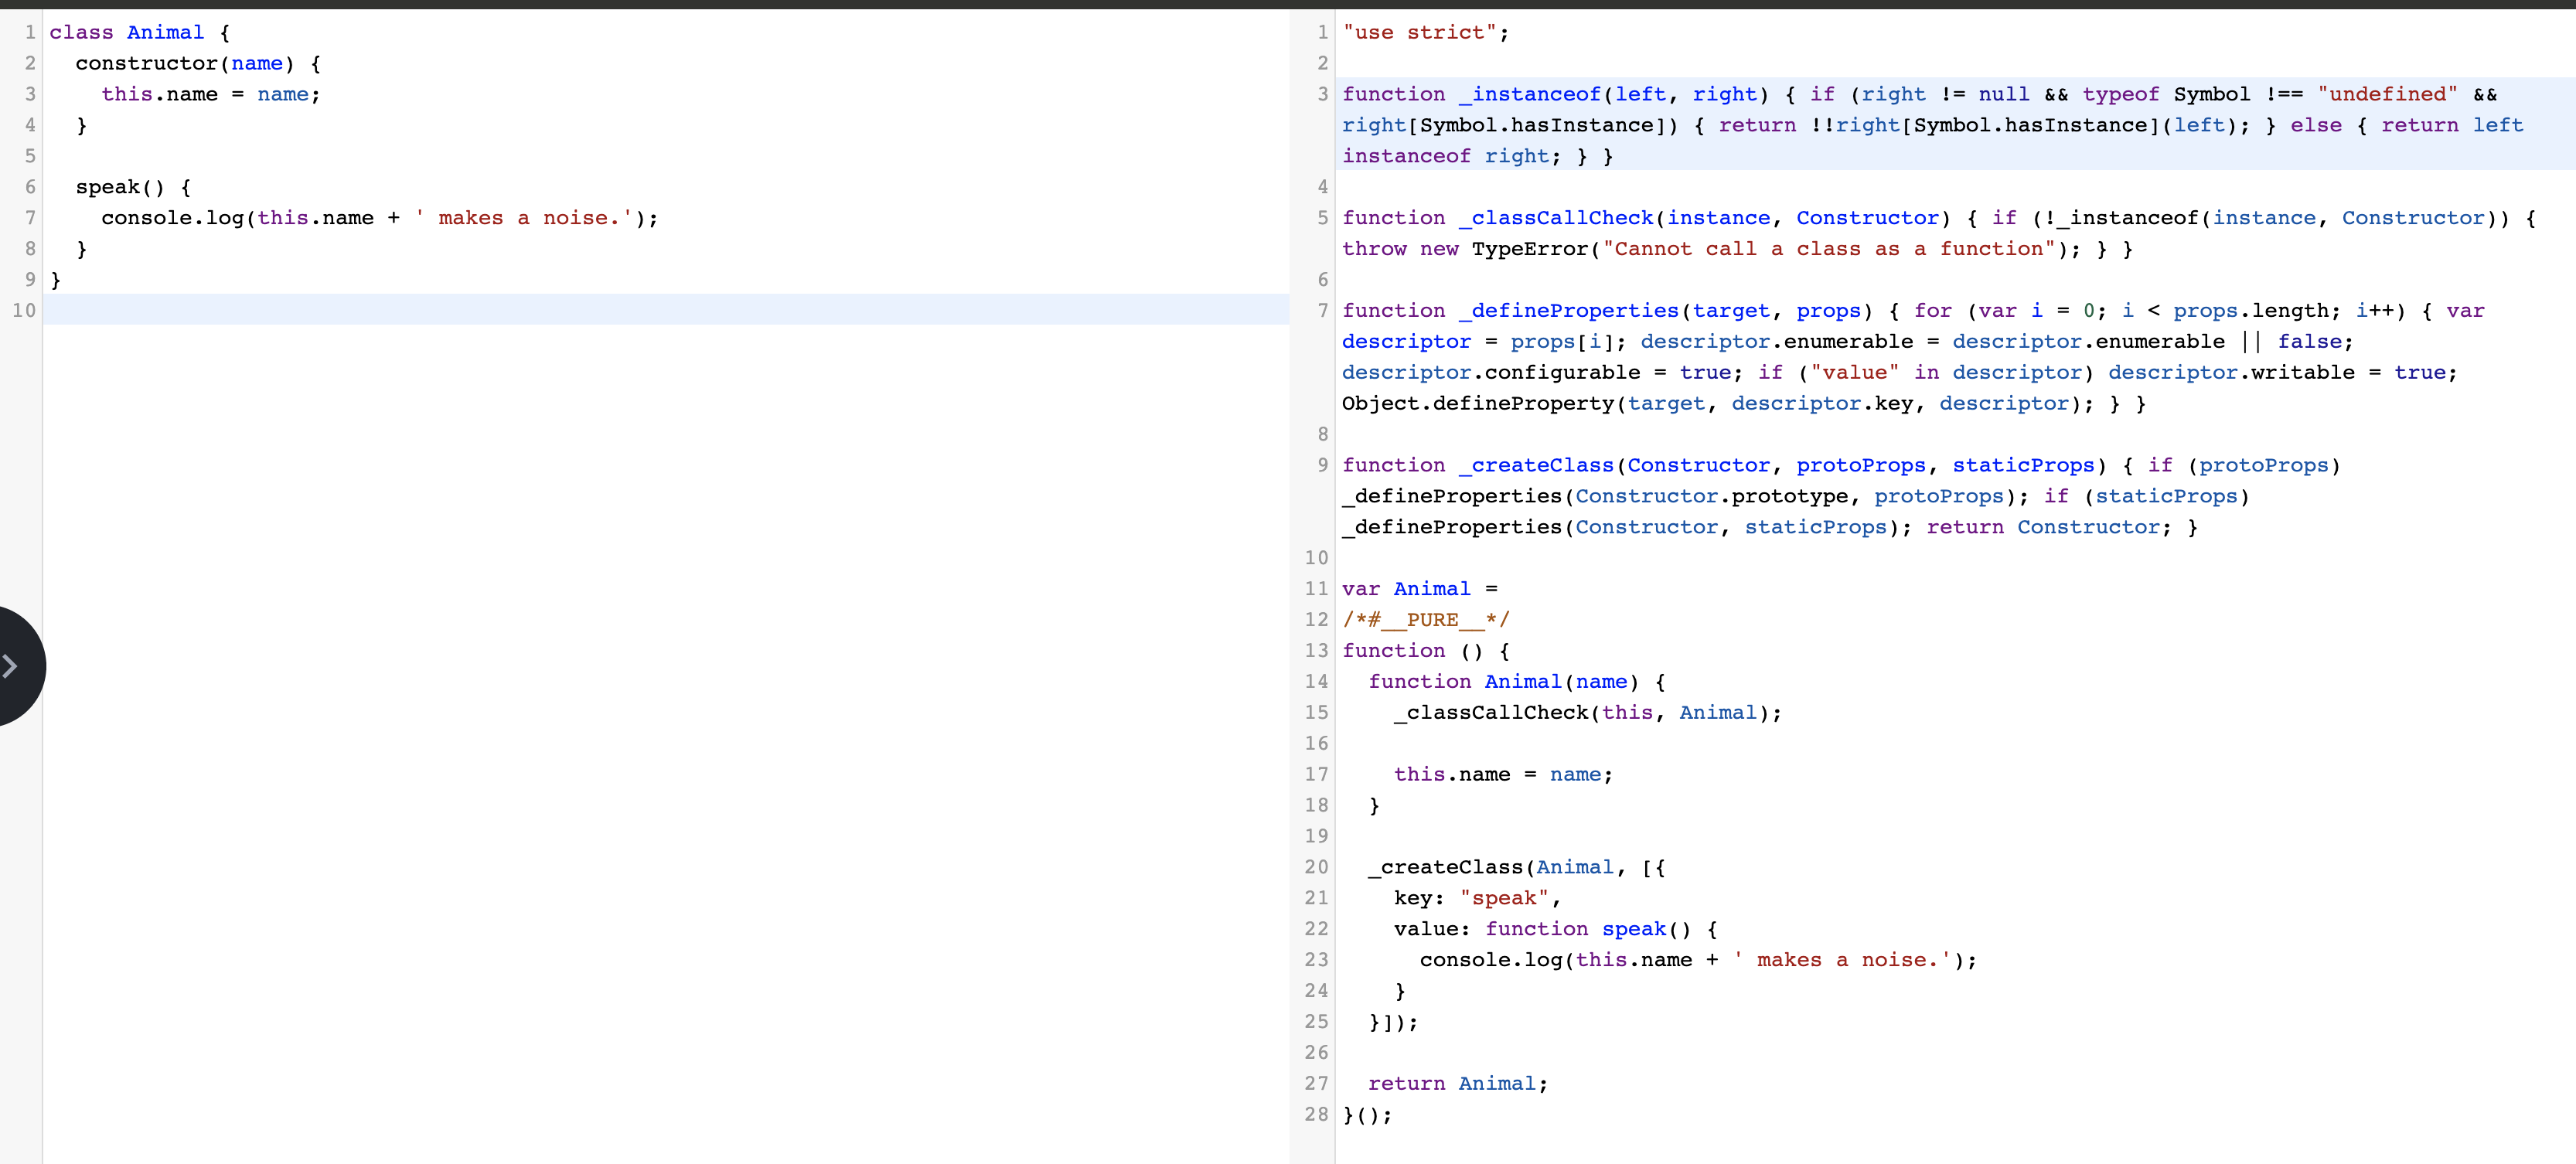 1 class Animal {
2   constructor(name) {
3     this.name = name;
4   }
5
6   speak() {
7     console.log(this.name + ' makes a noise.');
8   }
9 }
10
1 "use strict";
2
3 function _instanceof(left, right) { if (right != null && typeof Symbol !== "undefined" &&
right[Symbol.hasInstance]) { return !!right[Symbol.hasInstance](left); } else { return left
instanceof right; } }
4
5 function _classCallCheck(instance, Constructor) { if (!_instanceof(instance, Constructor)) {
throw new TypeError("Cannot call a class as a function"); } }
6
7 function _defineProperties(target, props) { for (var i = 0; i < props.length; i++) { var
descriptor = props[i]; descriptor.enumerable = descriptor.enumerable || false;
descriptor.configurable = true; if ("value" in descriptor) descriptor.writable = true;
Object.defineProperty(target, descriptor.key, descriptor); } }
8
9 function _createClass(Constructor, protoProps, staticProps) { if (protoProps)
_defineProperties(Constructor.prototype, protoProps); if (staticProps)
_defineProperties(Constructor, staticProps); return Constructor; }
10
11 var Animal =
12 /*#__PURE__*/
13 function () {
14   function Animal(name) {
15     _classCallCheck(this, Animal);
16
17     this.name = name;
18   }
19
20   _createClass(Animal, [{
21     key: "speak",
22     value: function speak() {
23       console.log(this.name + ' makes a noise.');
24     }
25   }]);
26
27   return Animal;
28 }();